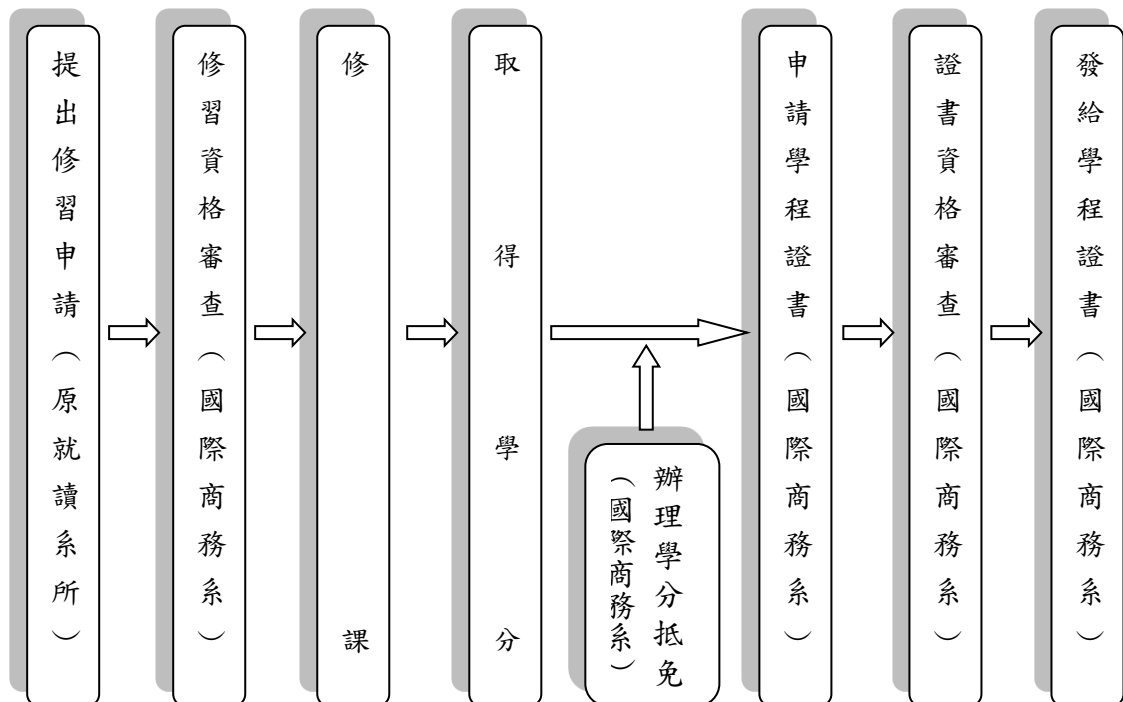 提出修習申請（原就讀系所）
修習資格審查（國際商務系）
修課
取得學分
辦理學分抵免
（國際商務系）
申請學程證書（國際商務系）
證書資格審查（國際商務系）
發給學程證書（國際商務系）